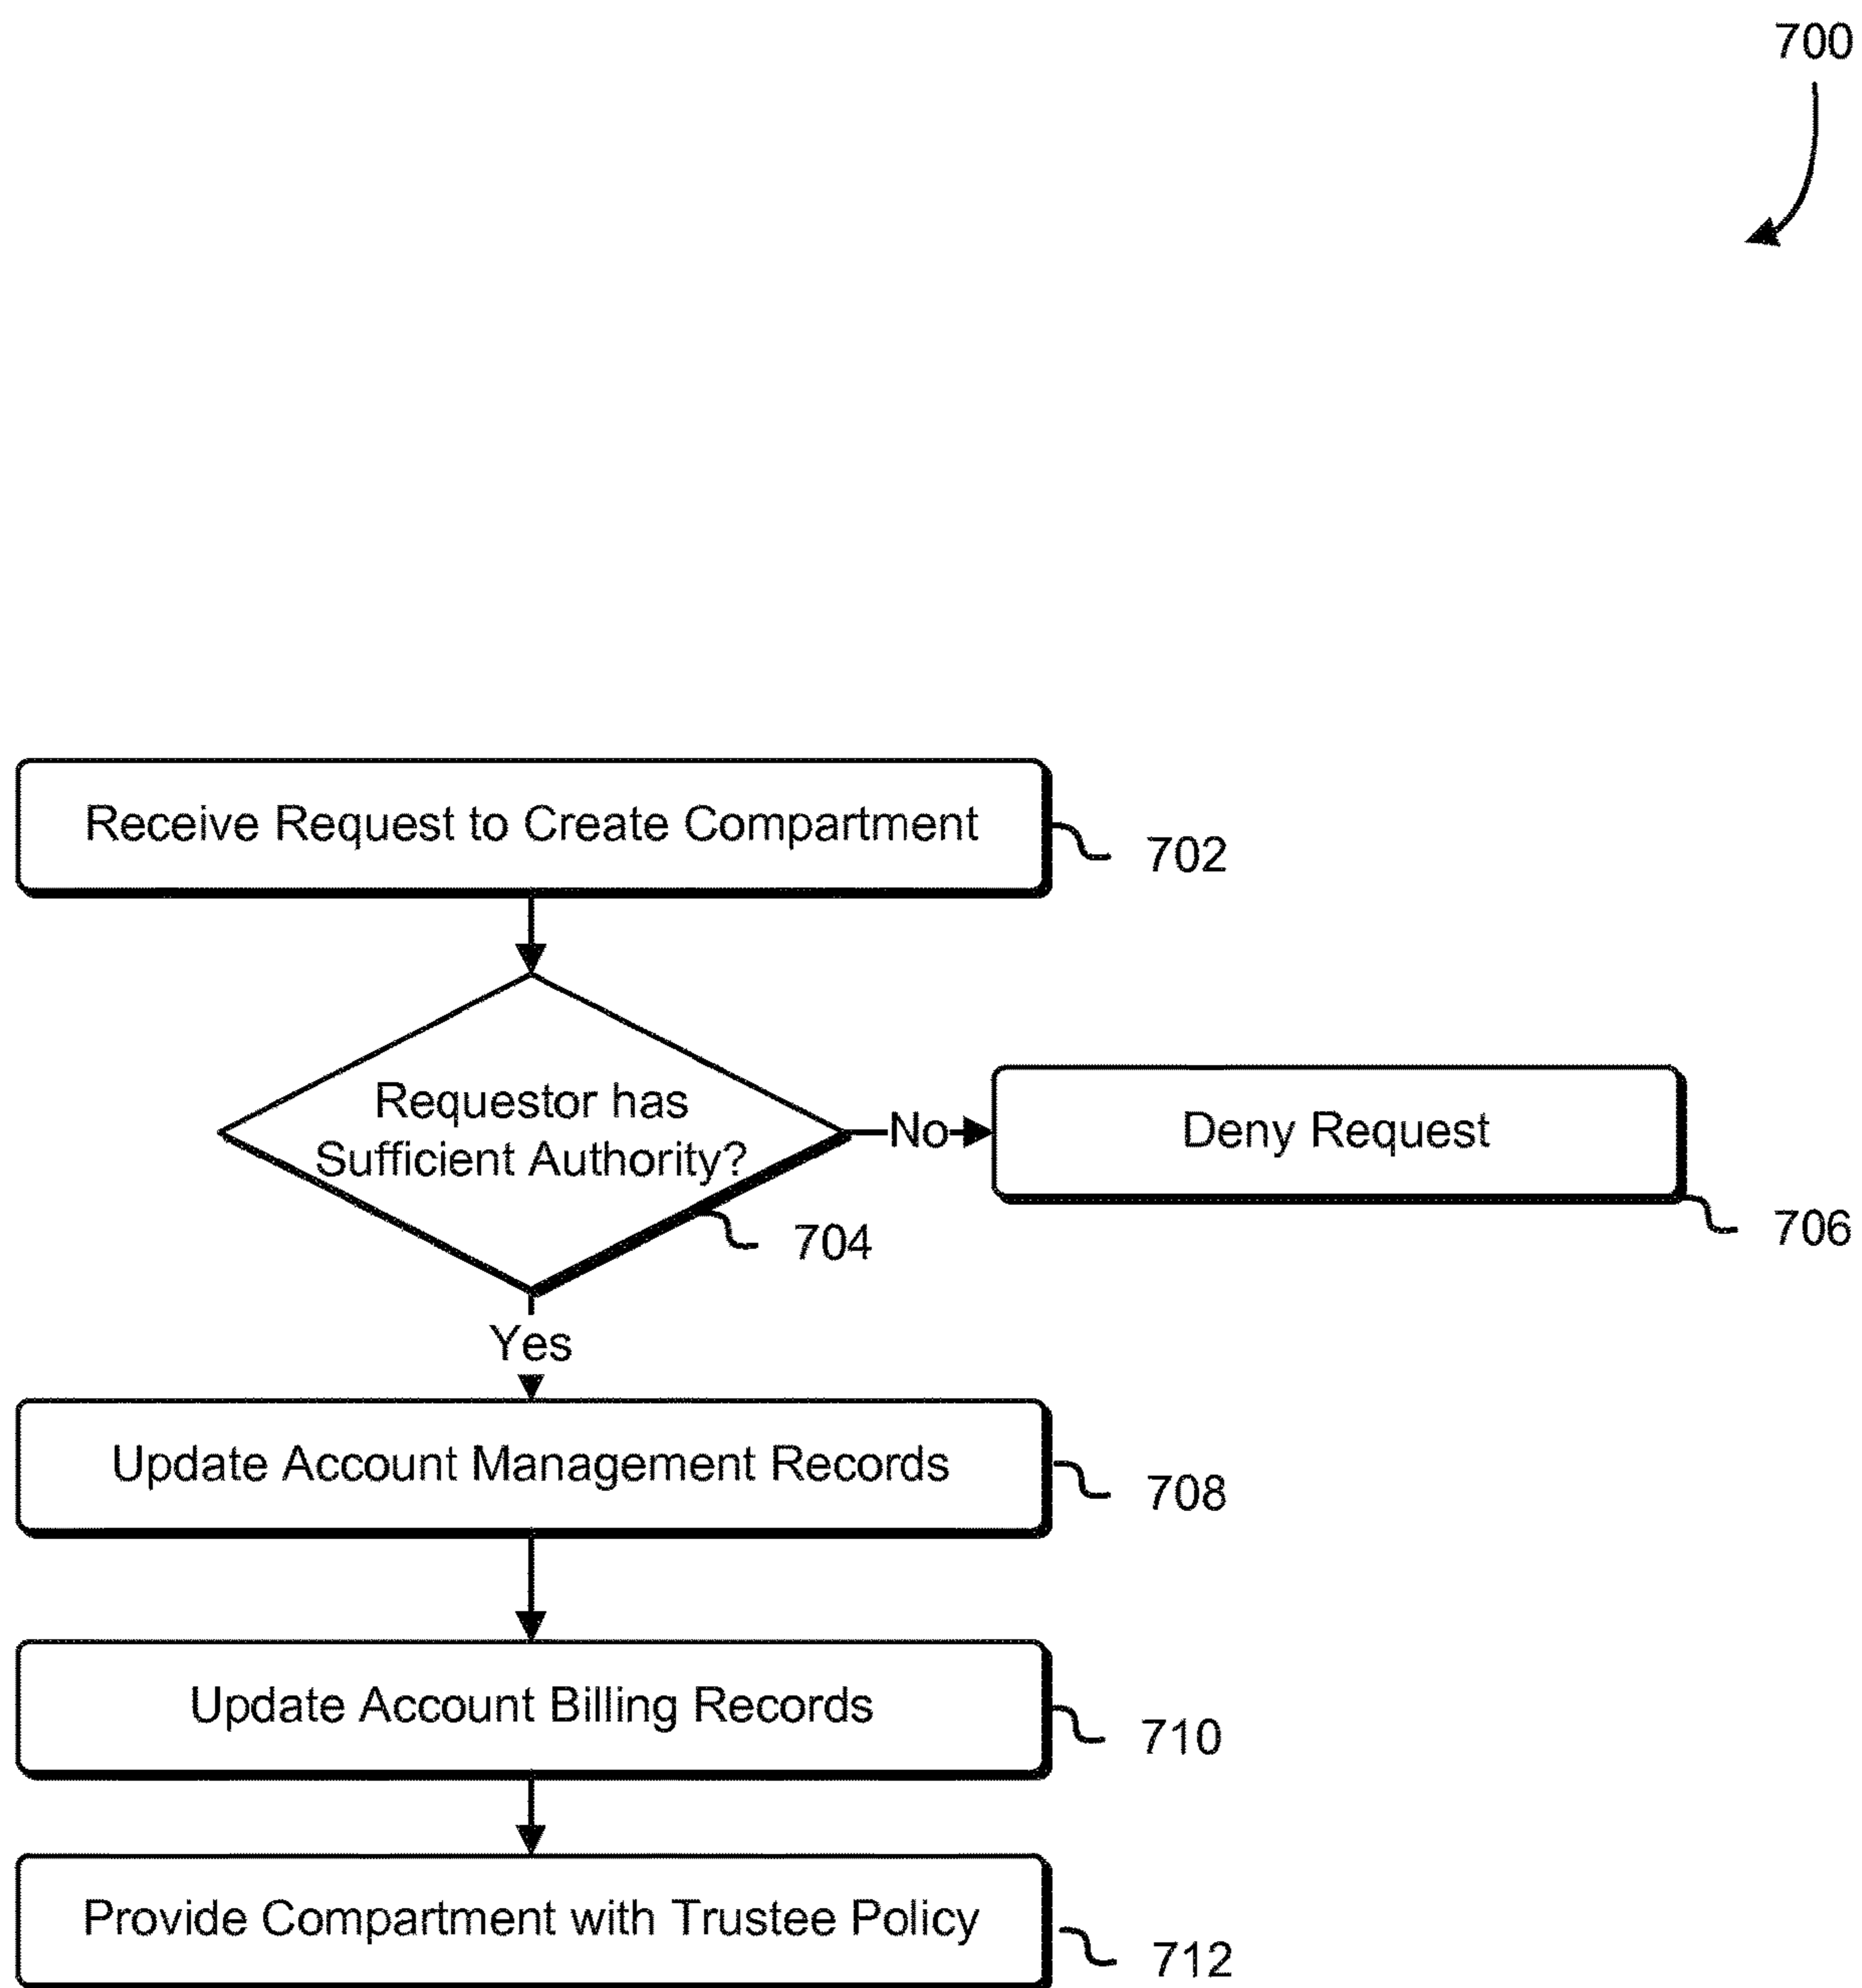 700
Receive Request to Create Compartment
702
Requestor has
Sufficient Authority?
No
Deny Request
704
706
Yes
Update Account Management Records
708
Update Account Billing Records
710
Provide Compartment with Trustee Policy
712